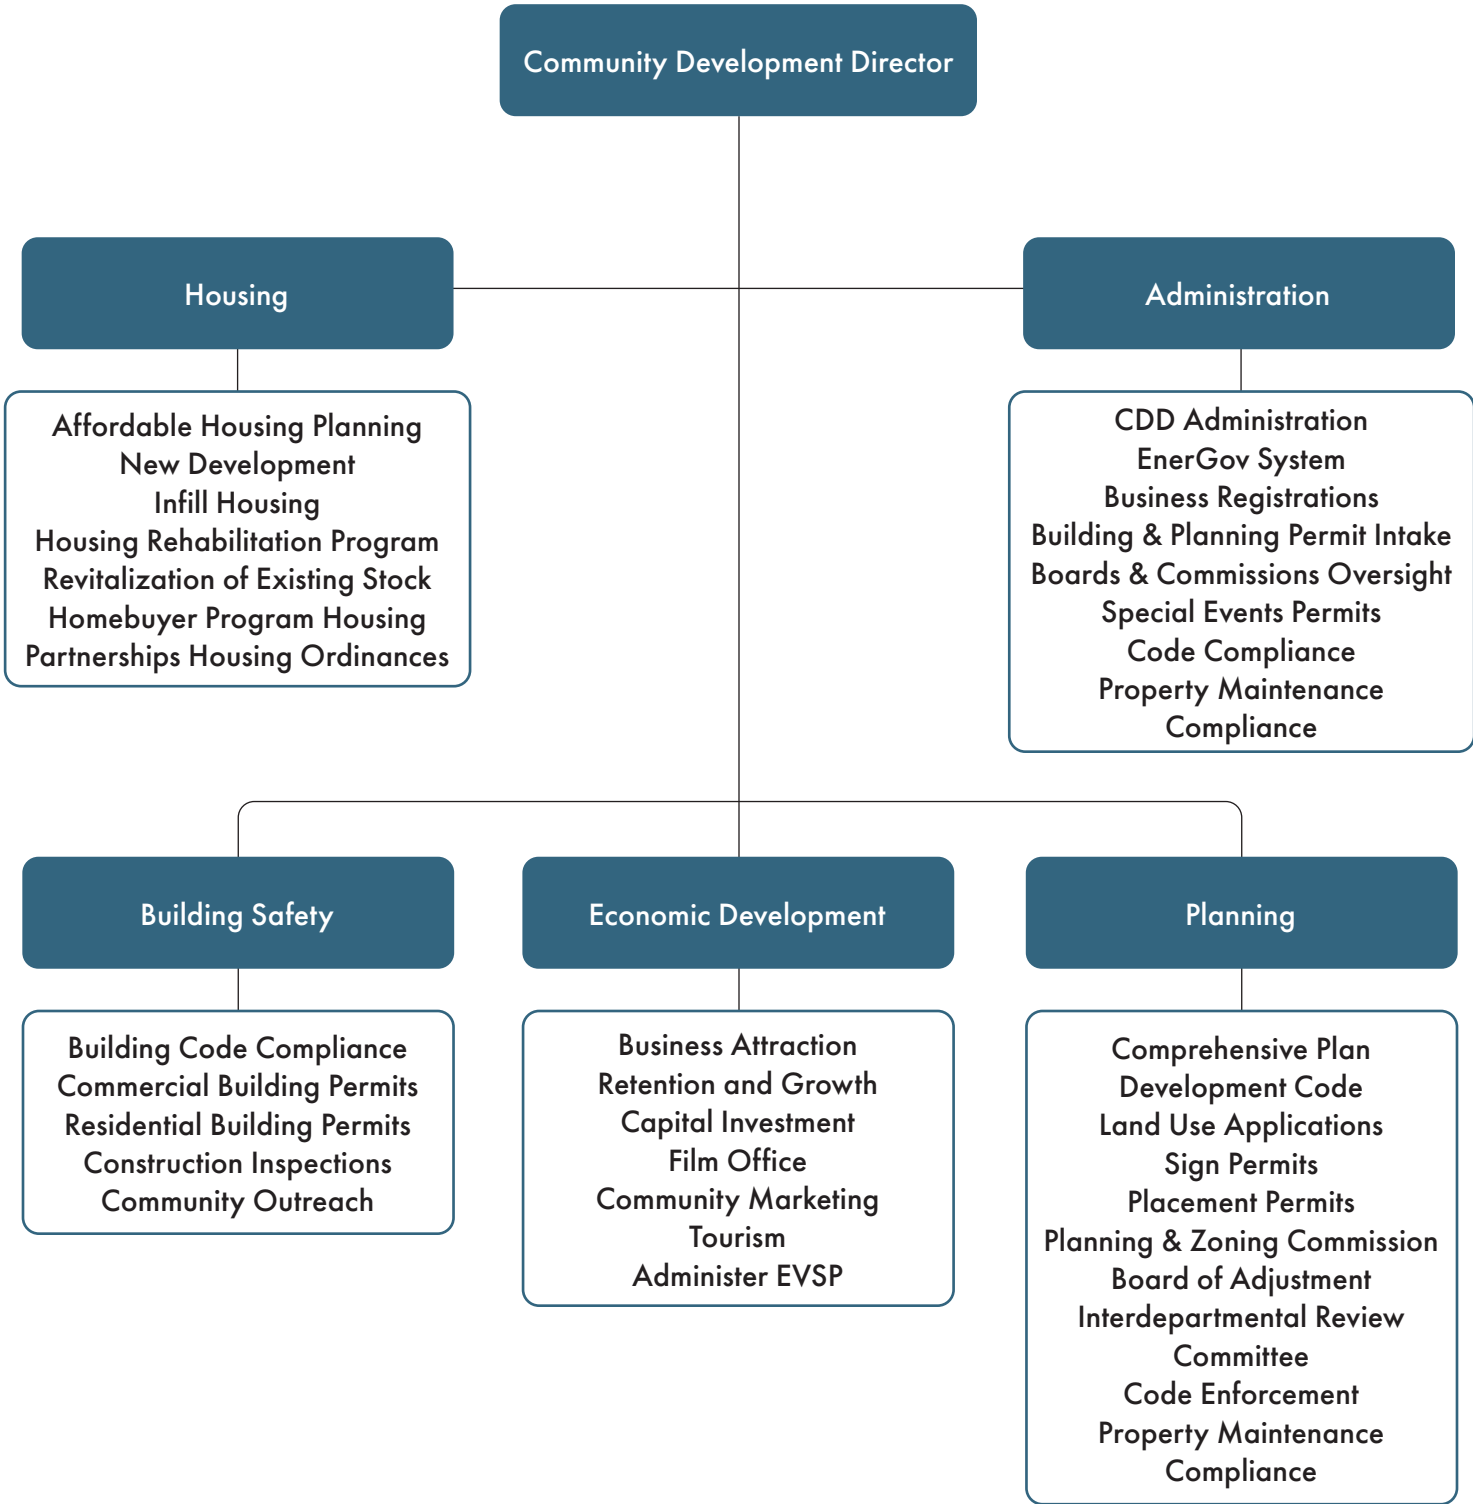 Community Development Director
Housing
Administration
Affordable Housing Planning
New Development
Infill Housing
Housing Rehabilitation Program
Revitalization of Existing Stock
Homebuyer Program Housing
Partnerships Housing Ordinances
CDD Administration
EnerGov System
Business Registrations
Building & Planning Permit Intake
Boards & Commissions Oversight
Special Events Permits
Code Compliance
Property Maintenance
Compliance
Building Safety
Economic Development
Planning
Building Code Compliance
Commercial Building Permits
Residential Building Permits
Construction Inspections
Community Outreach
Business Attraction
Retention and Growth
Capital Investment
Film Office
Community Marketing
Tourism
Administer EVSP
Comprehensive Plan
Development Code
Land Use Applications
Sign Permits
Placement Permits
Planning & Zoning Commission
Board of Adjustment
Interdepartmental Review
Committee
Code Enforcement
Property Maintenance
Compliance